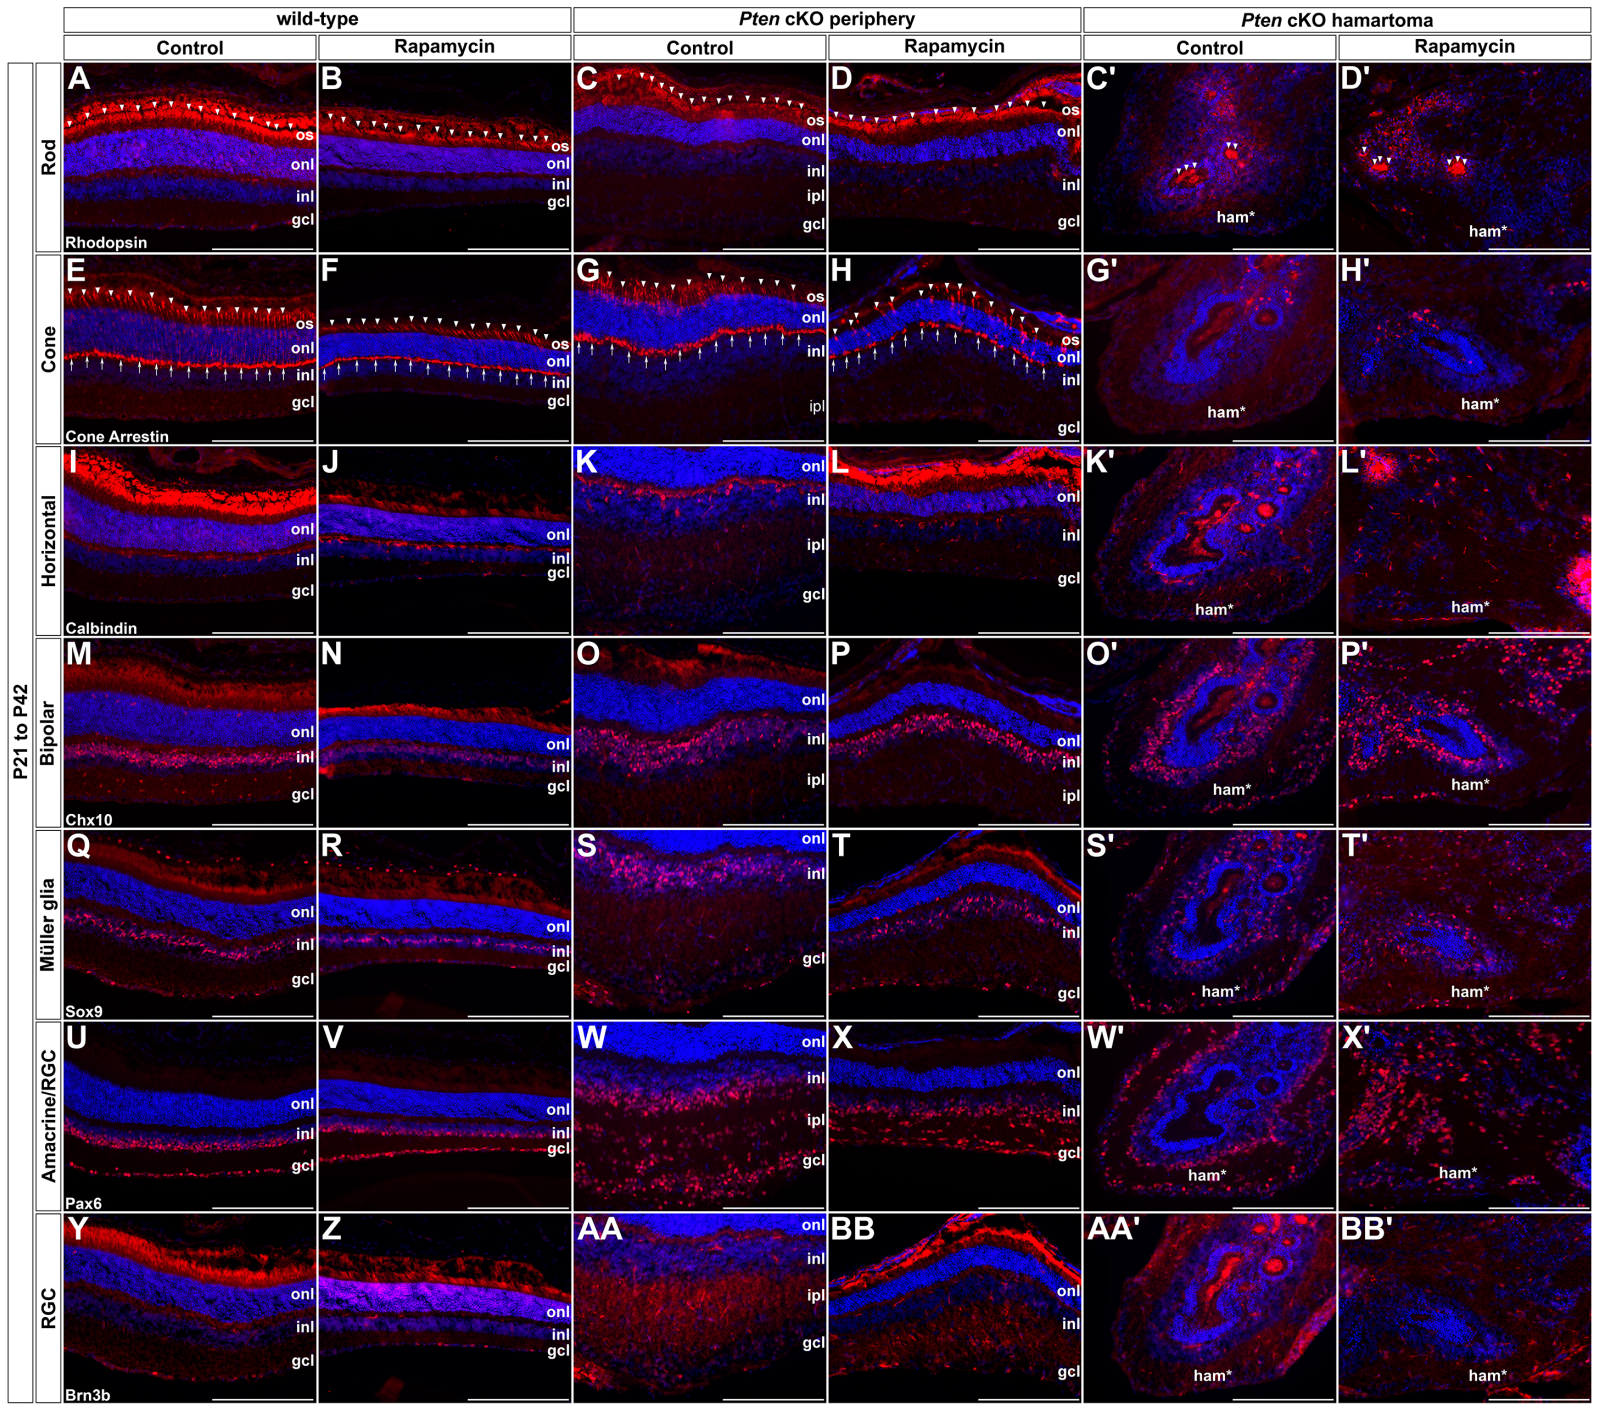 wild-type Pten cKO periphery Pten cKO hamartoma
Control Rapamycin Control Rapamycin Control Rapamycin
P21 to P42
Rod
A B C D C' D'
os os os os
onl onl onl onl
inl inl inl inl
ipl
gcl gcl gcl gcl
ham* ham*
Rhodopsin
Cone
E F G H G' H'
os os os os
onl onl onl onl
inl inl inl inl
ipl
gcl gcl gcl
ham* ham*
Cone Arrestin
Horizontal
I J K L K' L'
onl onl onl onl
inl inl inl inl
ipl
gcl gcl gcl gcl
ham* ham*
Calbindin
Bipolar
M N O P O' P'
onl onl onl onl
inl inl inl inl
ipl ipl
gcl gcl
ham* ham*
Chx10
Müller glia
Q R S T S' T'
onl onl onl onl
inl inl inl inl
gcl gcl gcl gcl
ham* ham*
Sox9
Amacrine/RGC
U V W X W' X'
onl onl onl onl
inl inl inl inl
ipl
gcl gcl gcl gcl
ham* ham*
Pax6
RGC
Y Z AA BB AA' BB'
onl onl onl onl
inl inl inl inl
ipl
gcl gcl gcl gcl
ham* ham*
Brn3b